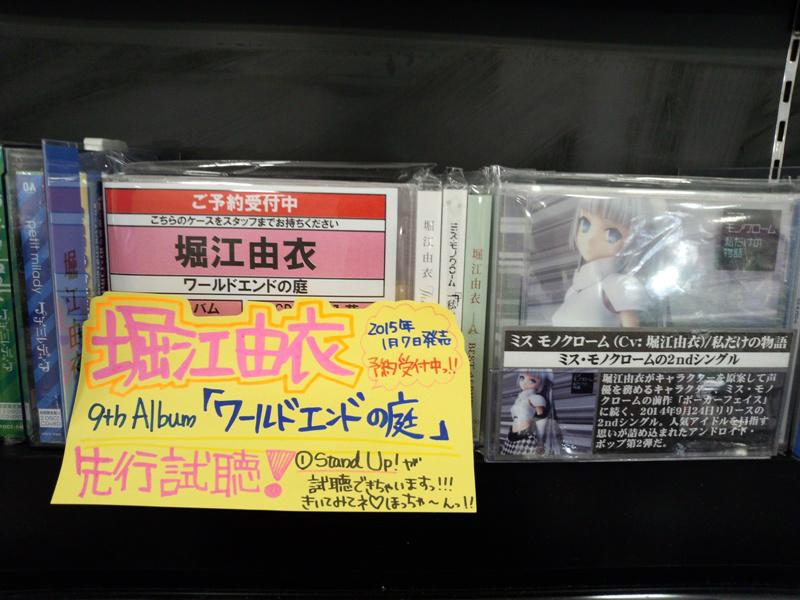 petit milady
堀江由衣
ご予約受付中
こちらのケースをスタッフまでお持ちください
堀江由衣
ワールドエンドの庭
堀江由衣
2015年
1月7日発売
予約受付中っ!!
9th Album「ワールドエンドの庭」
先行試聴!
①Stand Up!が
試聴できちゃいますっ!!!
きいてみてネ♡ほっちゃ〜んっ!!
堀江由衣
ミス・モノクローム
堀江由衣
モノクローム
私だけの
物語
ミス モノクローム (Cv: 堀江由衣)/私だけの物語
ミス・モノクロームの2ndシングル
堀江由衣がキャラクターを原案して声
優を務めるキャラクター、ミス・モノ
クロームの前作「ポーカーフェイス」
に続く、2014年9月24日リリースの
2ndシングル。人気アイドルを目指す
思いが詰め込まれたアンドロイド・
ポップ第2弾だ。